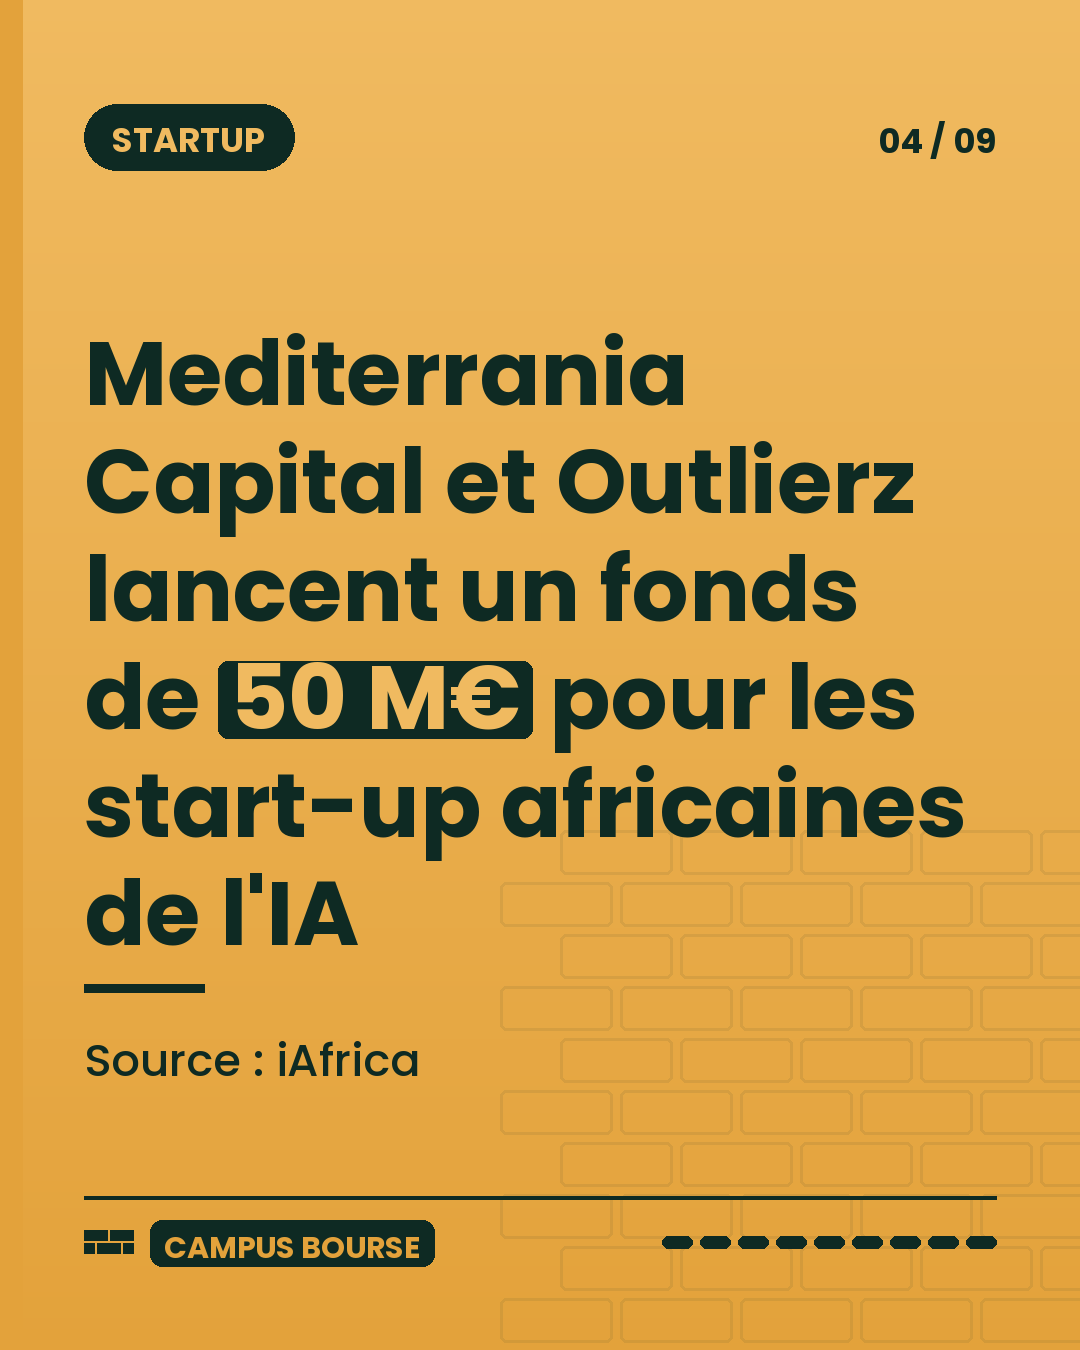 STARTUP
04 / 09
Mediterrania
Capital et Outlierz
lancent un fonds
de 50 M€ pour les
start-up africaines
de l'IA
Source : iAfrica
CAMPUS BOURSE